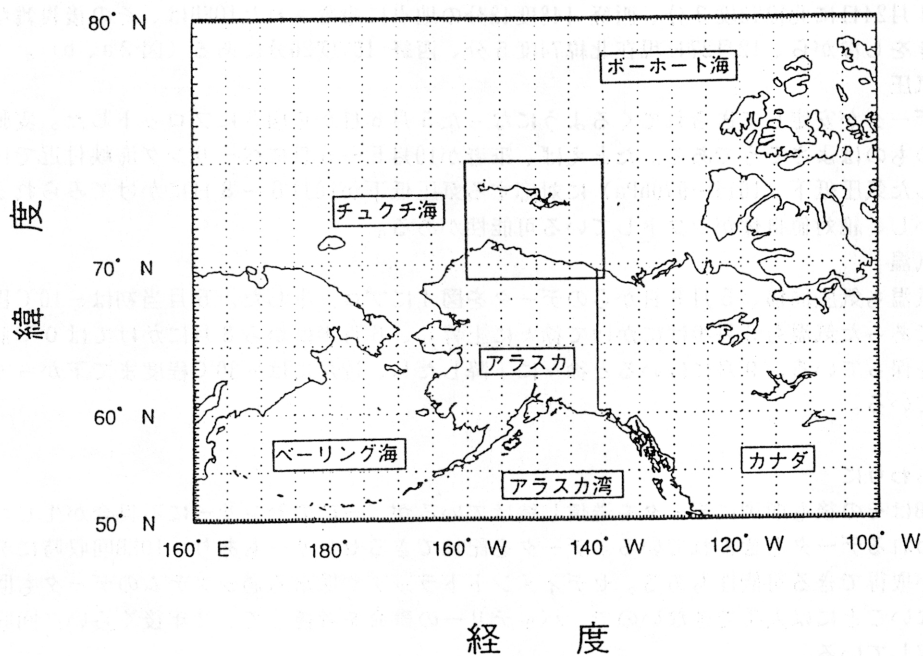 80° N
ボーホート海
チュクチ海
70° N
アラスカ
60° N
ベーリング海
アラスカ湾
カナダ
50° N
160° E
180° W
160° W
140° W
120° W
100° W
緯度
経度